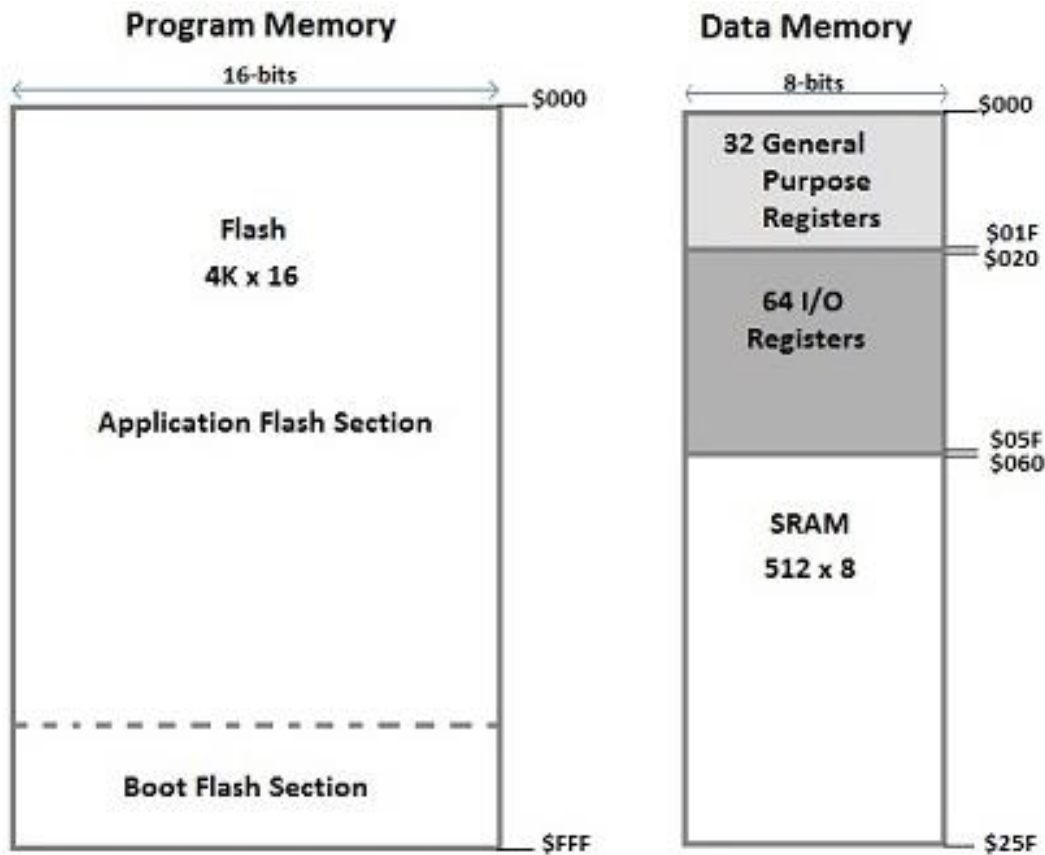 Program Memory
16-bits
$000
Flash
4K x 16
Application Flash Section
Boot Flash Section
$FFF
Data Memory
8-bits
$000
32 General
Purpose
Registers
$01F
$020
64 I/O
Registers
$05F
$060
SRAM
512 x 8
$25F